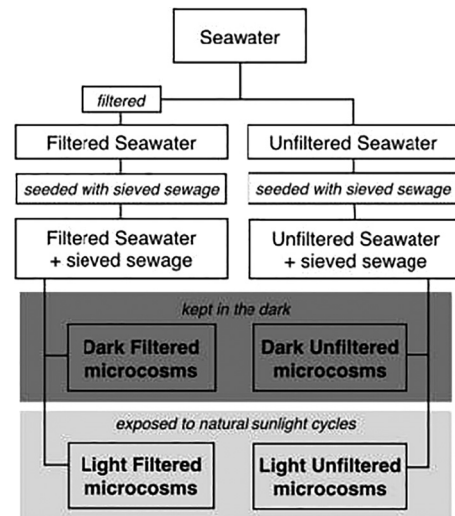 Seawater
filtered
Filtered Seawater
Unfiltered Seawater
seeded with sieved sewage
seeded with sieved sewage
Filtered Seawater
+ sieved sewage
Unfiltered Seawater
+ sieved sewage
kept in the dark
Dark Filtered
microcosms
Dark Unfiltered
microcosms
exposed to natural sunlight cycles
Light Filtered
microcosms
Light Unfiltered
microcosms